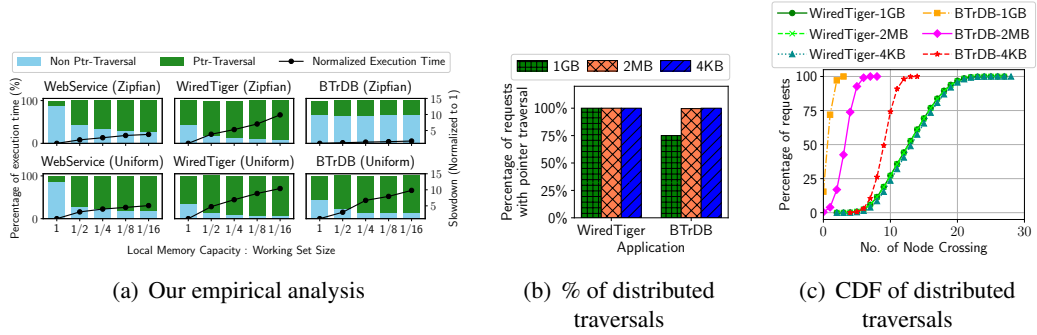 Non Ptr-Traversal Ptr-Traversal Normalized Execution Time
WebService (Zipfian) WiredTiger (Zipfian) BTrDB (Zipfian)
WebService (Uniform) WiredTiger (Uniform) BTrDB (Uniform)
Percentage of execution time (%)
100
0
100
0
Slowdown (Normalized to 1)
15
10
5
15
10
5
1 1/2 1/4 1/8 1/16 1 1/2 1/4 1/8 1/16 1 1/2 1/4 1/8 1/16
Local Memory Capacity : Working Set Size
(a) Our empirical analysis
1GB 2MB 4KB
Percentage of requests
with pointer traversal
100%
75%
50%
25%
0%
WiredTiger BTrDB
Application
(b) % of distributed
traversals
WiredTiger-1GB BTrDB-1GB
WiredTiger-2MB BTrDB-2MB
WiredTiger-4KB BTrDB-4KB
Percentage of requests
100
75
50
25
0
0 10 20 30
No. of Node Crossing
(c) CDF of distributed
traversals